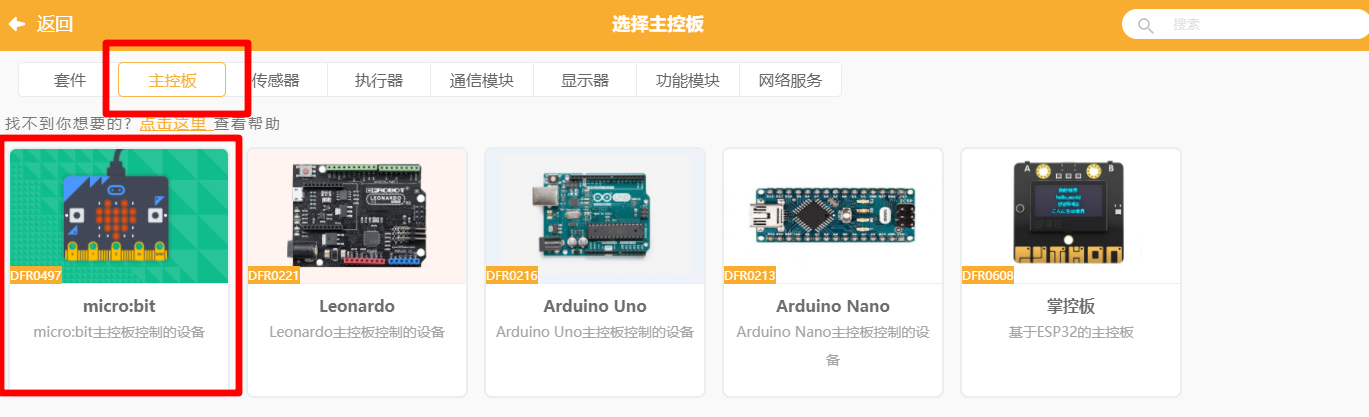 返回
选择主控板
搜索
套件 主控板 传感器 执行器 通信模块 显示器 功能模块 网络服务
找不到你想要的? 点击这里 查看帮助
DFR0497
micro:bit
micro:bit主控板控制的设备
LEONARDO
DFR0221
Leonardo
Leonardo主控板控制的设备
DFR0216
Arduino Uno
Arduino Uno主控板控制的设备
DFR0213
Arduino Nano
Arduino Nano主控板控制的设
备
A B
hello,world
DFR0608
掌控板
基于ESP32的主控板